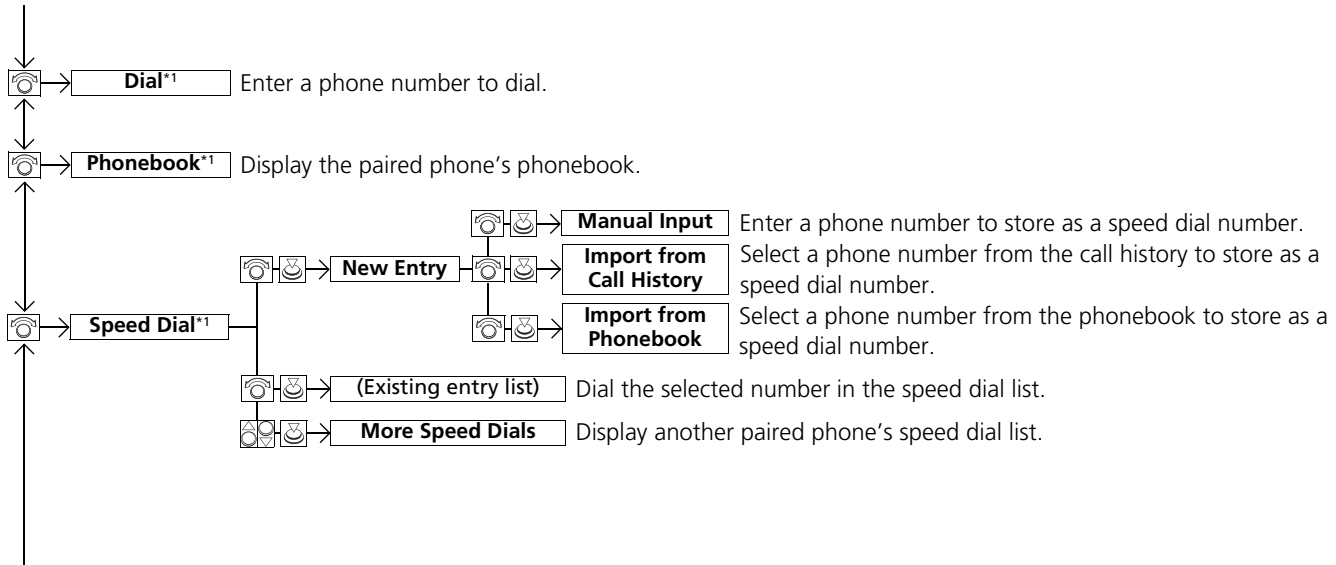 Dial*1 Enter a phone number to dial.
Phonebook*1 Display the paired phone’s phonebook.
Manual Input Enter a phone number to store as a speed dial number.
New Entry
Import from
Call History
Select a phone number from the call history to store as a
speed dial number.
Speed Dial*1
Import from
Phonebook
Select a phone number from the phonebook to store as a
speed dial number.
(Existing entry list) Dial the selected number in the speed dial list.
More Speed Dials Display another paired phone’s speed dial list.